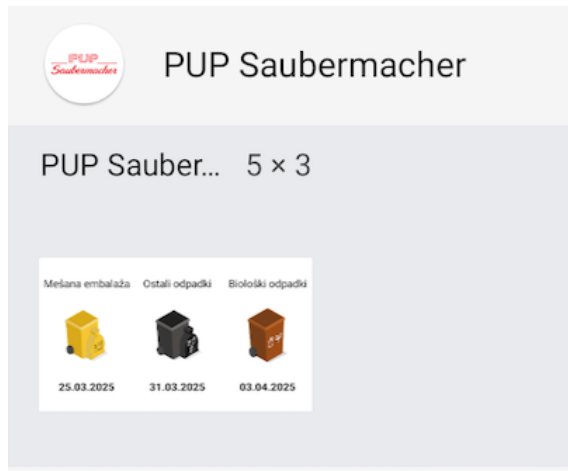 PUP
Saubermacher
PUP Saubermacher
PUP Sauber... 5 × 3
Mešana embalaža Ostali odpadki Biološki odpadki
25.03.2025 31.03.2025 03.04.2025